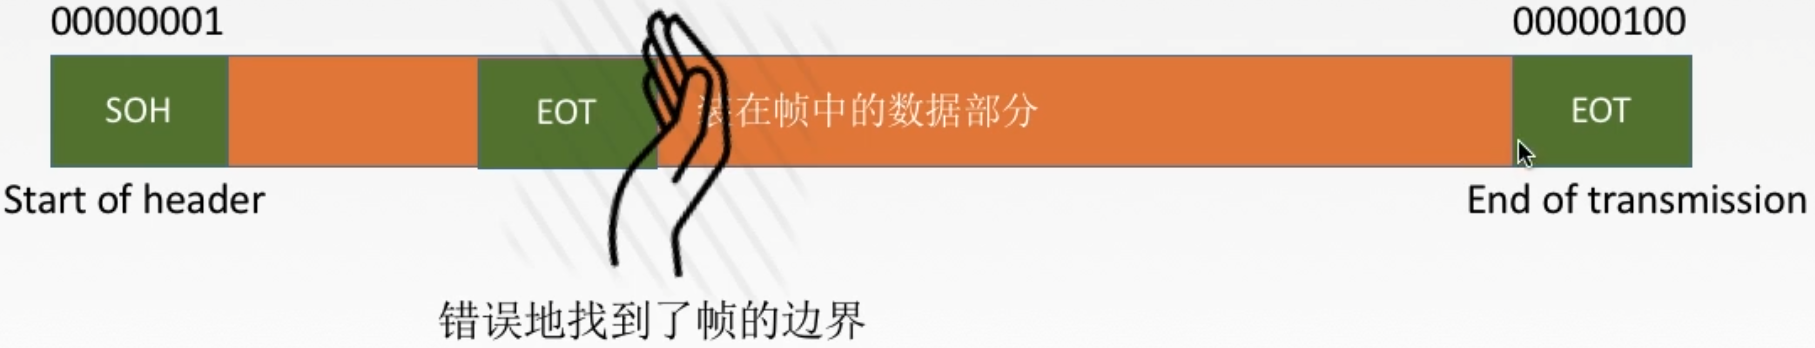 00000001 00000100
SOH EOT 装在帧中的数据部分 EOT
Start of header End of transmission
错误地找到了帧的边界